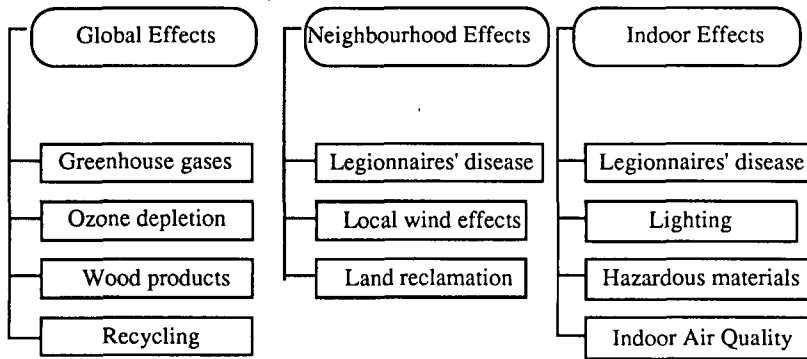 Global Effects
Greenhouse gases
Ozone depletion
Wood products
Recycling
Neighbourhood Effects
Legionnaires' disease
Local wind effects
Land reclamation
Indoor Effects
Legionnaires' disease
Lighting
Hazardous materials
Indoor Air Quality